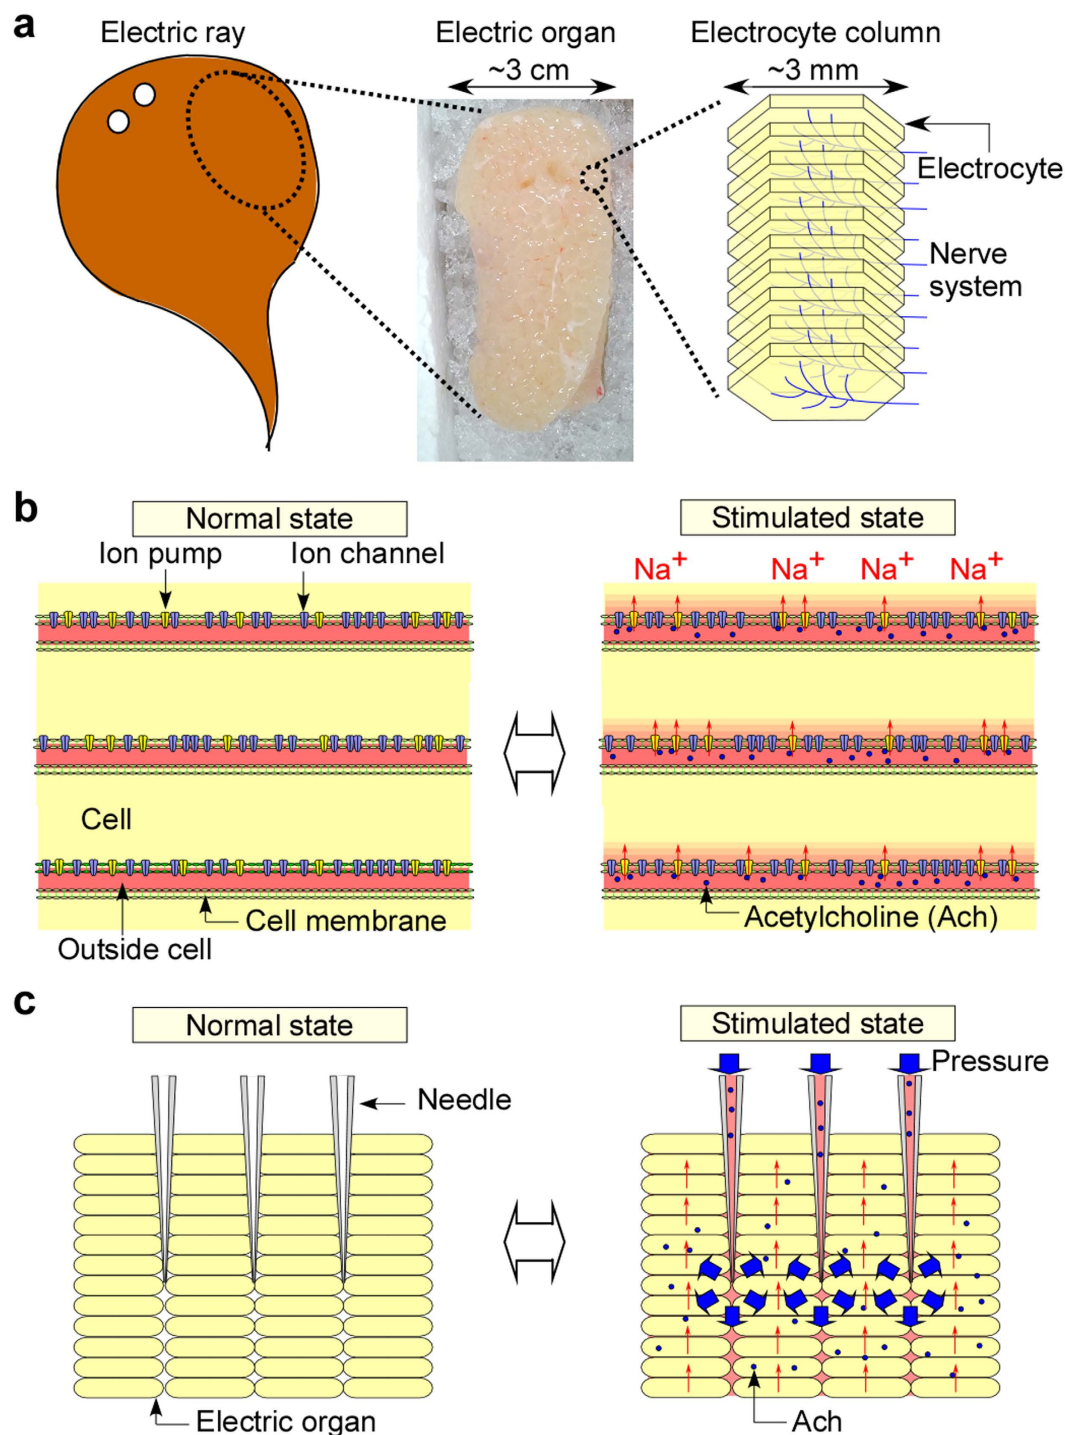 a
Electric ray
Electric organ
~3 cm
Electrocyte column
~3 mm
Electrocyte
Nerve
system
b
Normal state
Ion pump
Ion channel
Cell
Cell membrane
Outside cell
Stimulated state
Na+
Na+
Na+
Na+
Acetylcholine (Ach)
c
Normal state
Needle
Electric organ
Stimulated state
Pressure
Ach